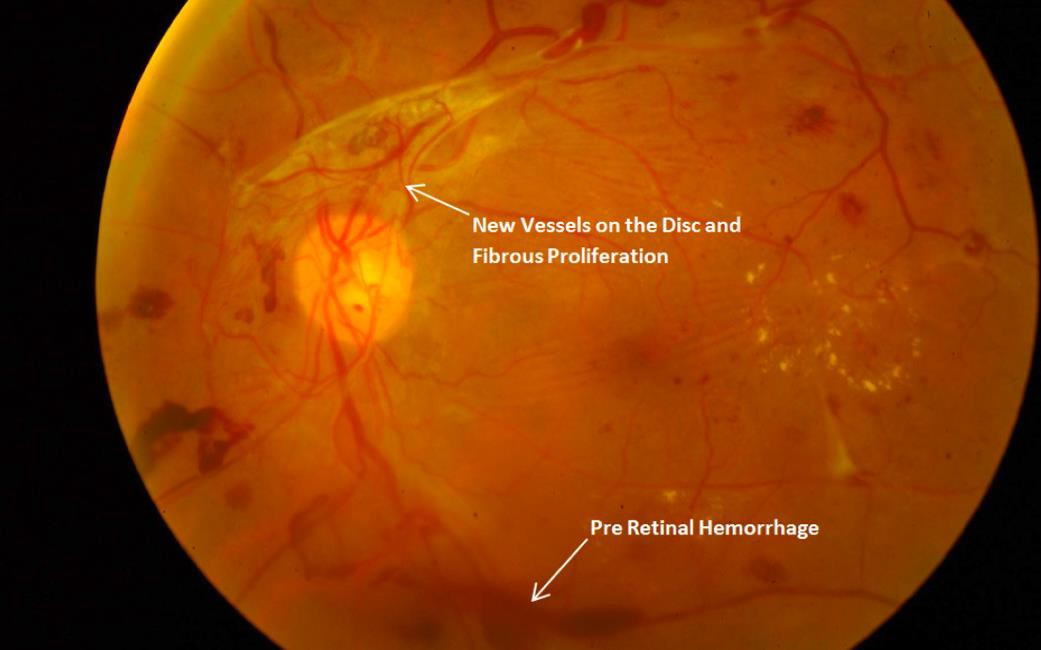 New Vessels on the Disc and
Fibrous Proliferation
Pre Retinal Hemorrhage